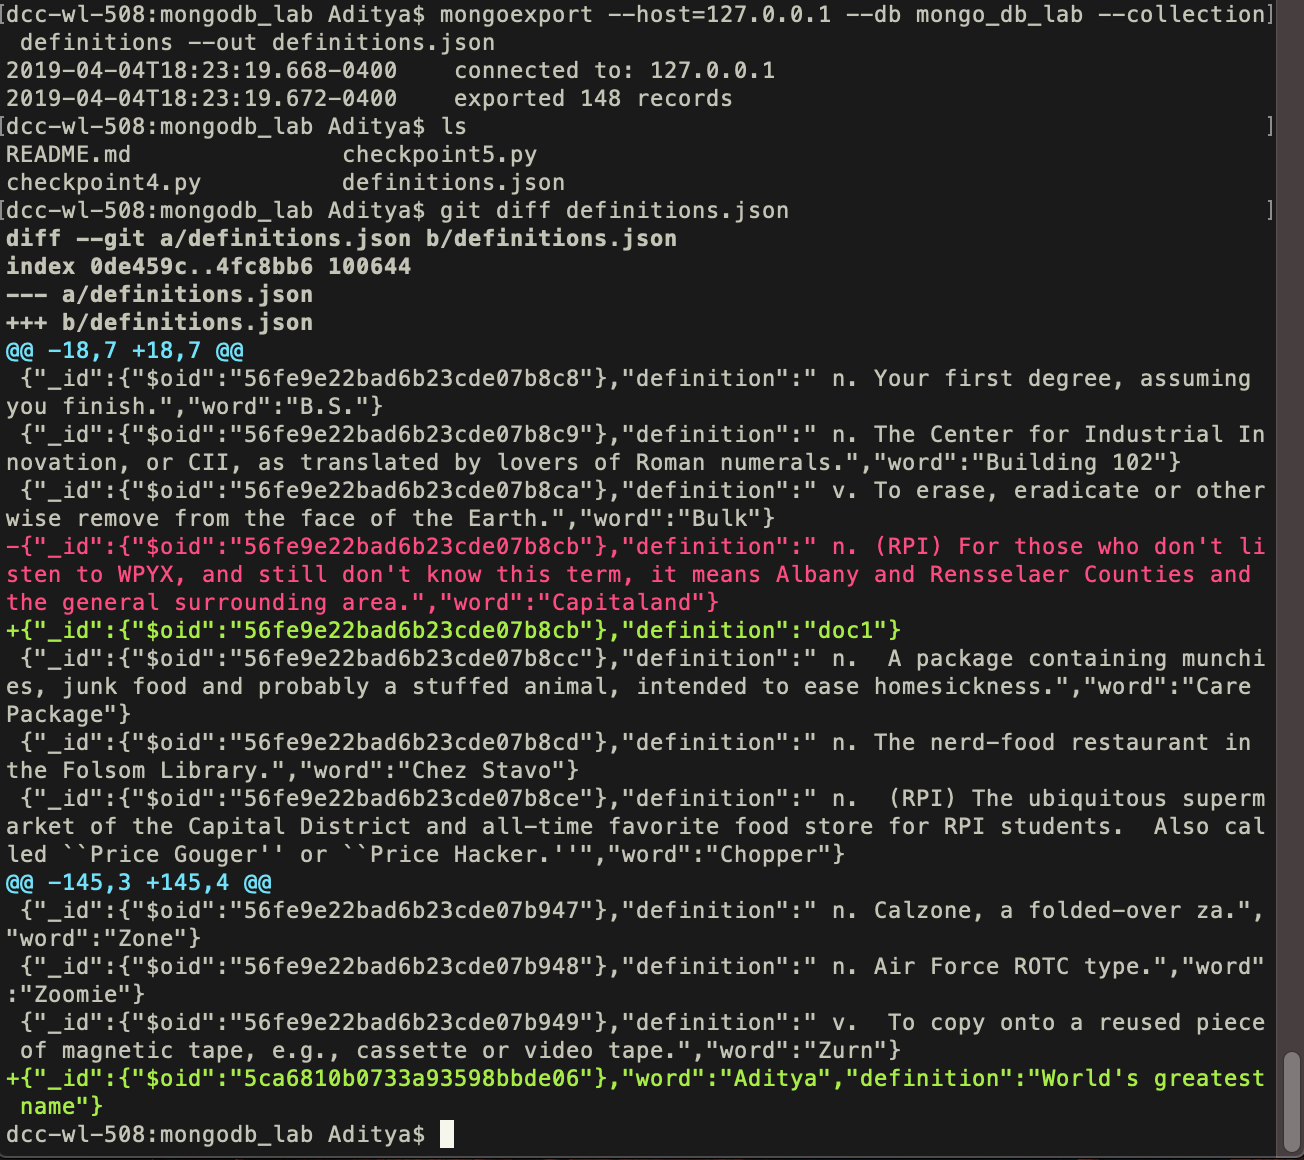 dcc-wl-508:mongodb_lab Aditya$ mongoexport --host=127.0.0.1 --db mongo_db_lab --collection]
 definitions --out definitions.json
2019-04-04T18:23:19.668-0400    connected to: 127.0.0.1
2019-04-04T18:23:19.672-0400    exported 148 records
[dcc-wl-508:mongodb_lab Aditya$ ls                                                         ]
README.md               checkpoint5.py
checkpoint4.py          definitions.json
[dcc-wl-508:mongodb_lab Aditya$ git diff definitions.json                                  ]
diff --git a/definitions.json b/definitions.json
index 0de459c..4fc8bb6 100644
--- a/definitions.json
+++ b/definitions.json
@@ -18,7 +18,7 @@
 {"_id":{"$oid":"56fe9e22bad6b23cde07b8c8"},"definition":" n. Your first degree, assuming
you finish.","word":"B.S."}
 {"_id":{"$oid":"56fe9e22bad6b23cde07b8c9"},"definition":" n. The Center for Industrial In
novation, or CII, as translated by lovers of Roman numerals.","word":"Building 102"}
 {"_id":{"$oid":"56fe9e22bad6b23cde07b8ca"},"definition":" v. To erase, eradicate or other
wise remove from the face of the Earth.","word":"Bulk"}
-{"_id":{"$oid":"56fe9e22bad6b23cde07b8cb"},"definition":" n. (RPI) For those who don't li
sten to WPYX, and still don't know this term, it means Albany and Rensselaer Counties and
the general surrounding area.","word":"Capitaland"}
+{"_id":{"$oid":"56fe9e22bad6b23cde07b8cb"},"definition":"doc1"}
 {"_id":{"$oid":"56fe9e22bad6b23cde07b8cc"},"definition":" n.  A package containing munchi
es, junk food and probably a stuffed animal, intended to ease homesickness.","word":"Care
Package"}
 {"_id":{"$oid":"56fe9e22bad6b23cde07b8cd"},"definition":" n. The nerd-food restaurant in
the Folsom Library.","word":"Chez Stavo"}
 {"_id":{"$oid":"56fe9e22bad6b23cde07b8ce"},"definition":" n.  (RPI) The ubiquitous superm
arket of the Capital District and all-time favorite food store for RPI students.  Also cal
led ``Price Gouger'' or ``Price Hacker.''","word":"Chopper"}
@@ -145,3 +145,4 @@
 {"_id":{"$oid":"56fe9e22bad6b23cde07b947"},"definition":" n. Calzone, a folded-over za.",
"word":"Zone"}
 {"_id":{"$oid":"56fe9e22bad6b23cde07b948"},"definition":" n. Air Force ROTC type.","word"
:"Zoomie"}
 {"_id":{"$oid":"56fe9e22bad6b23cde07b949"},"definition":" v.  To copy onto a reused piece
 of magnetic tape, e.g., cassette or video tape.","word":"Zurn"}
+{"_id":{"$oid":"5ca6810b0733a93598bbde06"},"word":"Aditya","definition":"World's greatest
 name"}
dcc-wl-508:mongodb_lab Aditya$